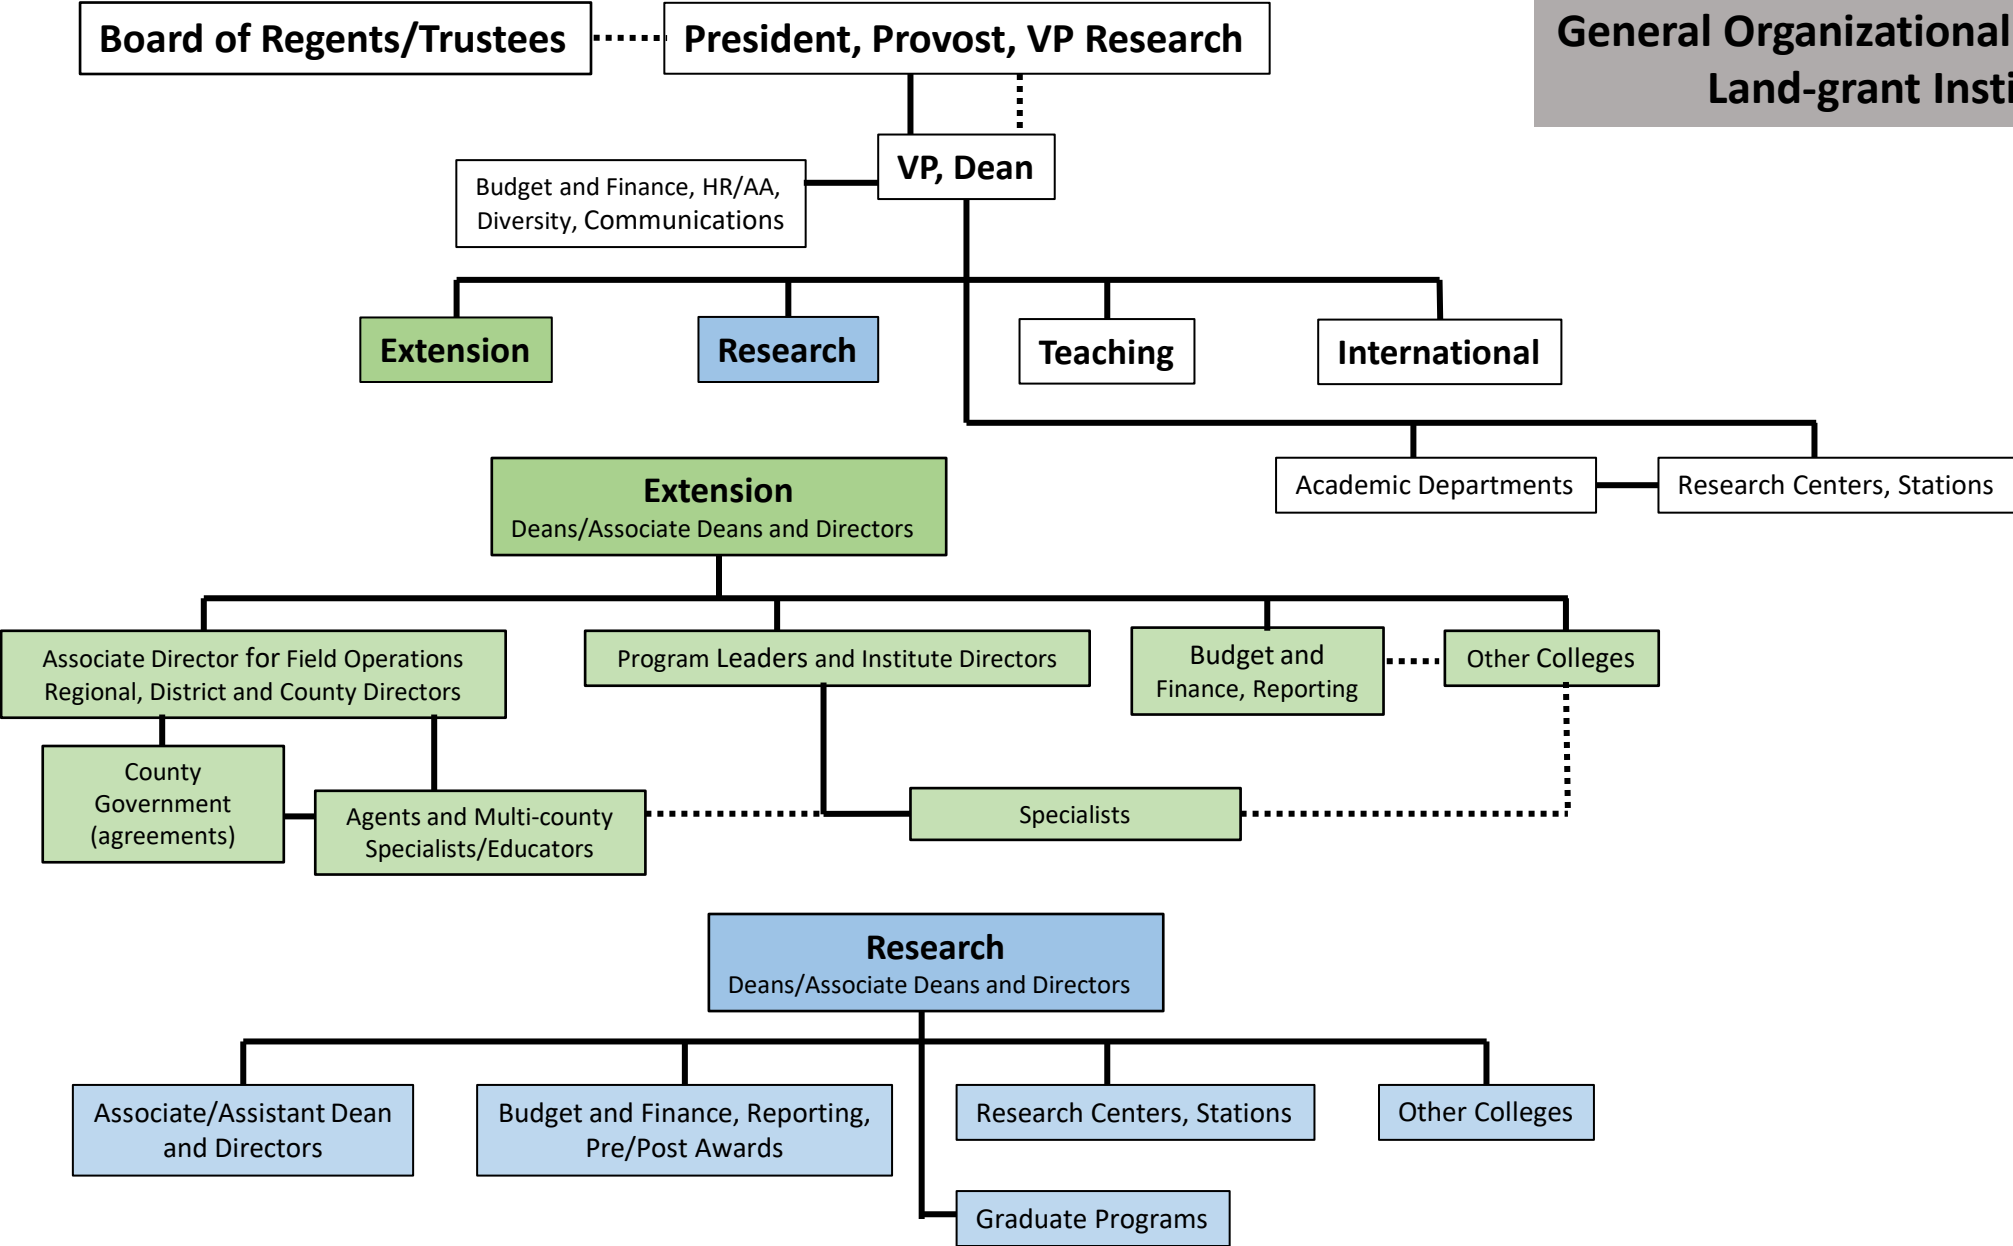 Board of Regents/Trustees
President, Provost, VP Research
General Organizational
Land-grant
VP, Dean
Budget and Finance, HR/AA,
Diversity, Communications
Extension
Research
Teaching
International
Academic Departments
Research Centers, Stations
Extension
Deans/Associate Deans and Directors
Associate Director for Field Operations
Regional, District and County Directors
Program Leaders and Institute Directors
Budget and
Finance, Reporting
Other Colleges
County
Government
(agreements)
Agents and Multi-county
Specialists/Educators
Specialists
Research
Deans/Associate Deans and Directors
Associate/Assistant Dean
and Directors
Budget and Finance, Reporting,
Pre/Post Awards
Research Centers, Stations
Other Colleges
Graduate Programs